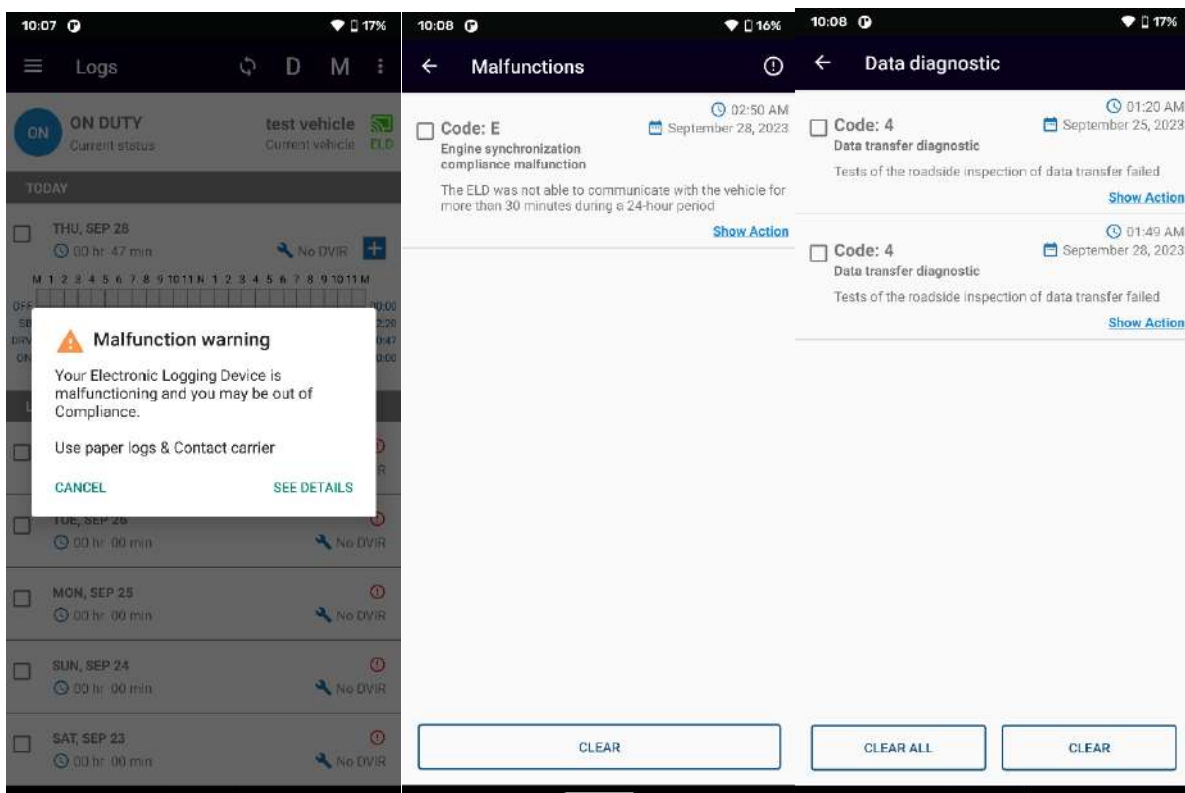 10:07
17%
Logs
D
M
ON
ON DUTY
Current status
test vehicle
Current vehicle
ELD
TODAY
THU, SEP 28
00 hr 47 min
No DVIR
M 1 2 3 4 5 6 7 8 9 10 11 N 1 2 3 4 5 6 7 8 9 10 11 M
OFF
00:00
Malfunction warning
Your Electronic Logging Device is
malfunctioning and you may be out of
Compliance.
Use paper logs & Contact carrier
CANCEL
SEE DETAILS
TUE, SEP 26
00 hr 00 min
No DVIR
MON, SEP 25
00 hr 00 min
No DVIR
SUN, SEP 24
00 hr 00 min
No DVIR
SAT, SEP 23
00 hr 00 min
No DVIR
10:08
16%
Malfunctions
02:50 AM
Code: E
September 28, 2023
Engine synchronization
compliance malfunction
The ELD was not able to communicate with the vehicle for
more than 30 minutes during a 24-hour period
Show Action
CLEAR
10:08
17%
Data diagnostic
01:20 AM
Code: 4
September 25, 2023
Data transfer diagnostic
Tests of the roadside inspection of data transfer failed
Show Action
01:49 AM
Code: 4
September 28, 2023
Data transfer diagnostic
Tests of the roadside inspection of data transfer failed
Show Action
CLEAR ALL
CLEAR